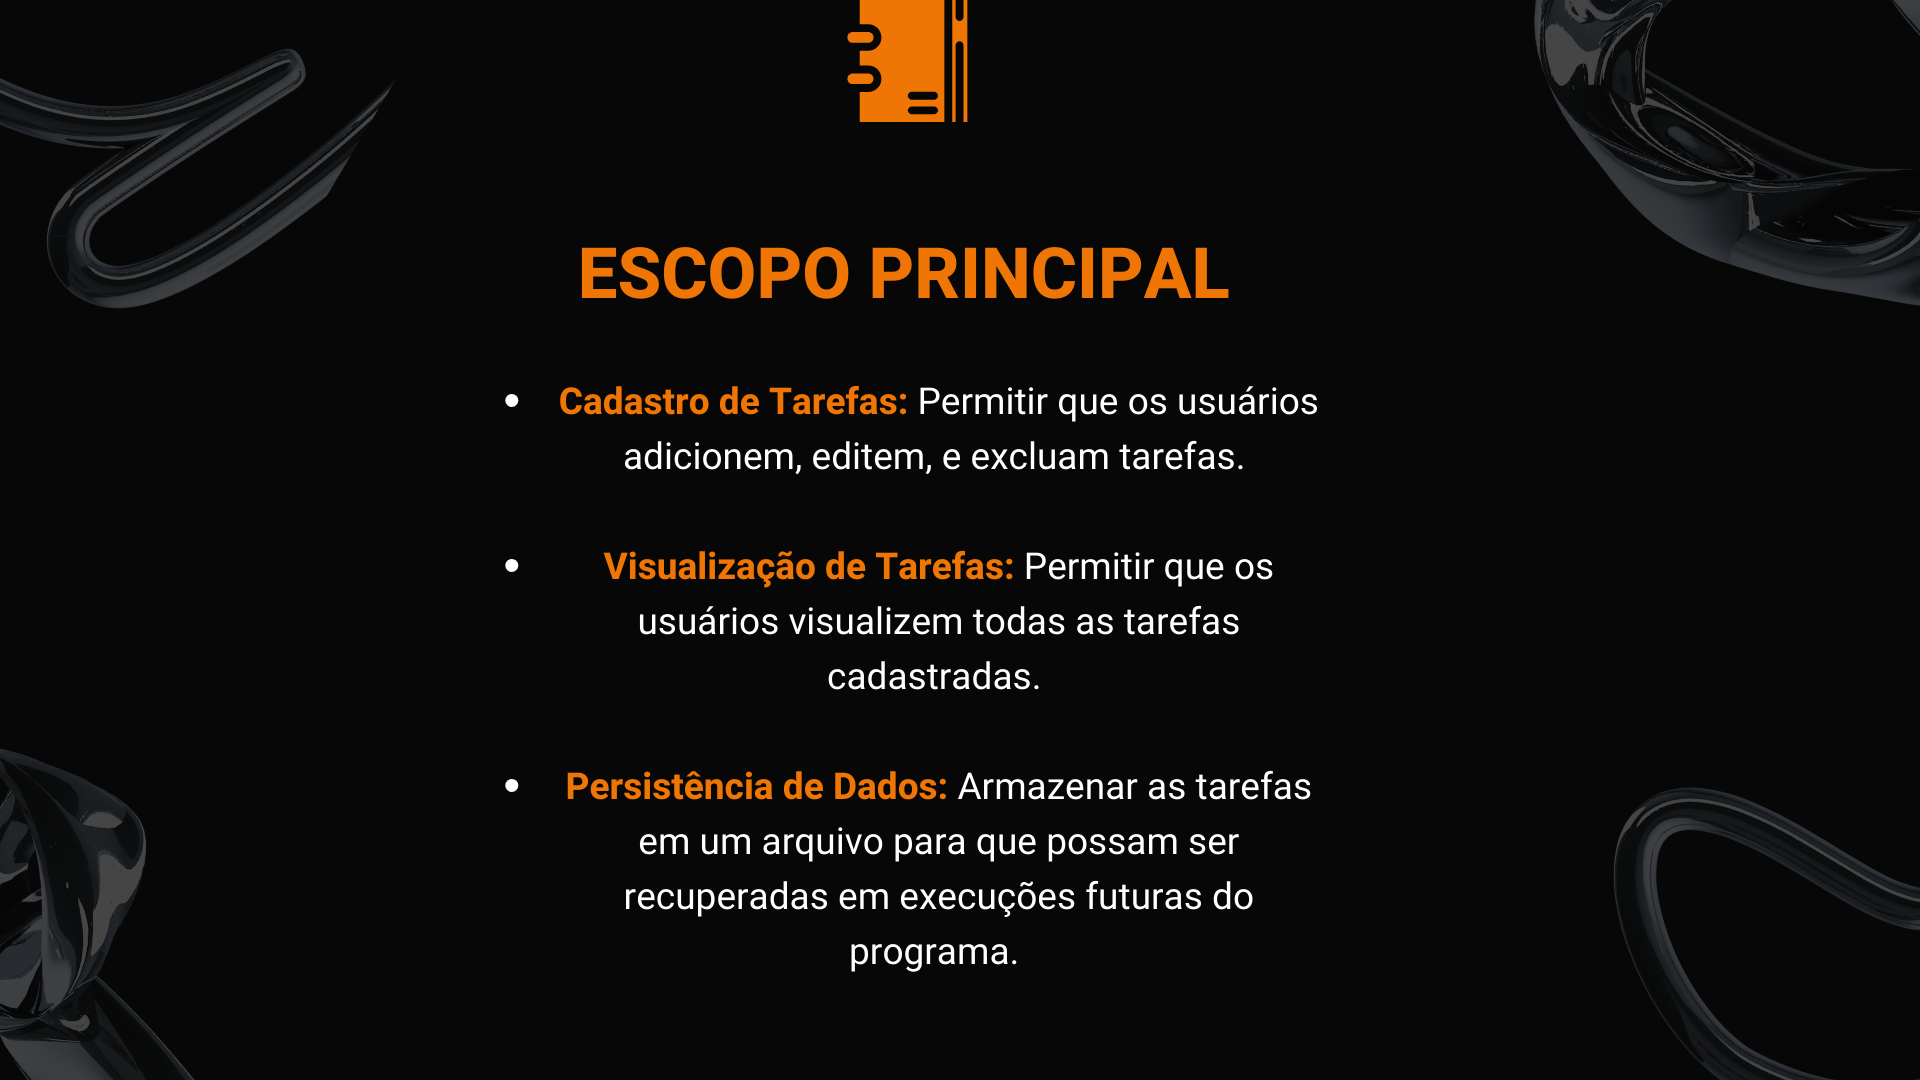 ESCOPO PRINCIPAL
• Cadastro de Tarefas: Permitir que os usuários
adicionem, editem, e excluam tarefas.
• Visualização de Tarefas: Permitir que os
usuários visualizem todas as tarefas
cadastradas.
• Persistência de Dados: Armazenar as tarefas
em um arquivo para que possam ser
recuperadas em execuções futuras do
programa.